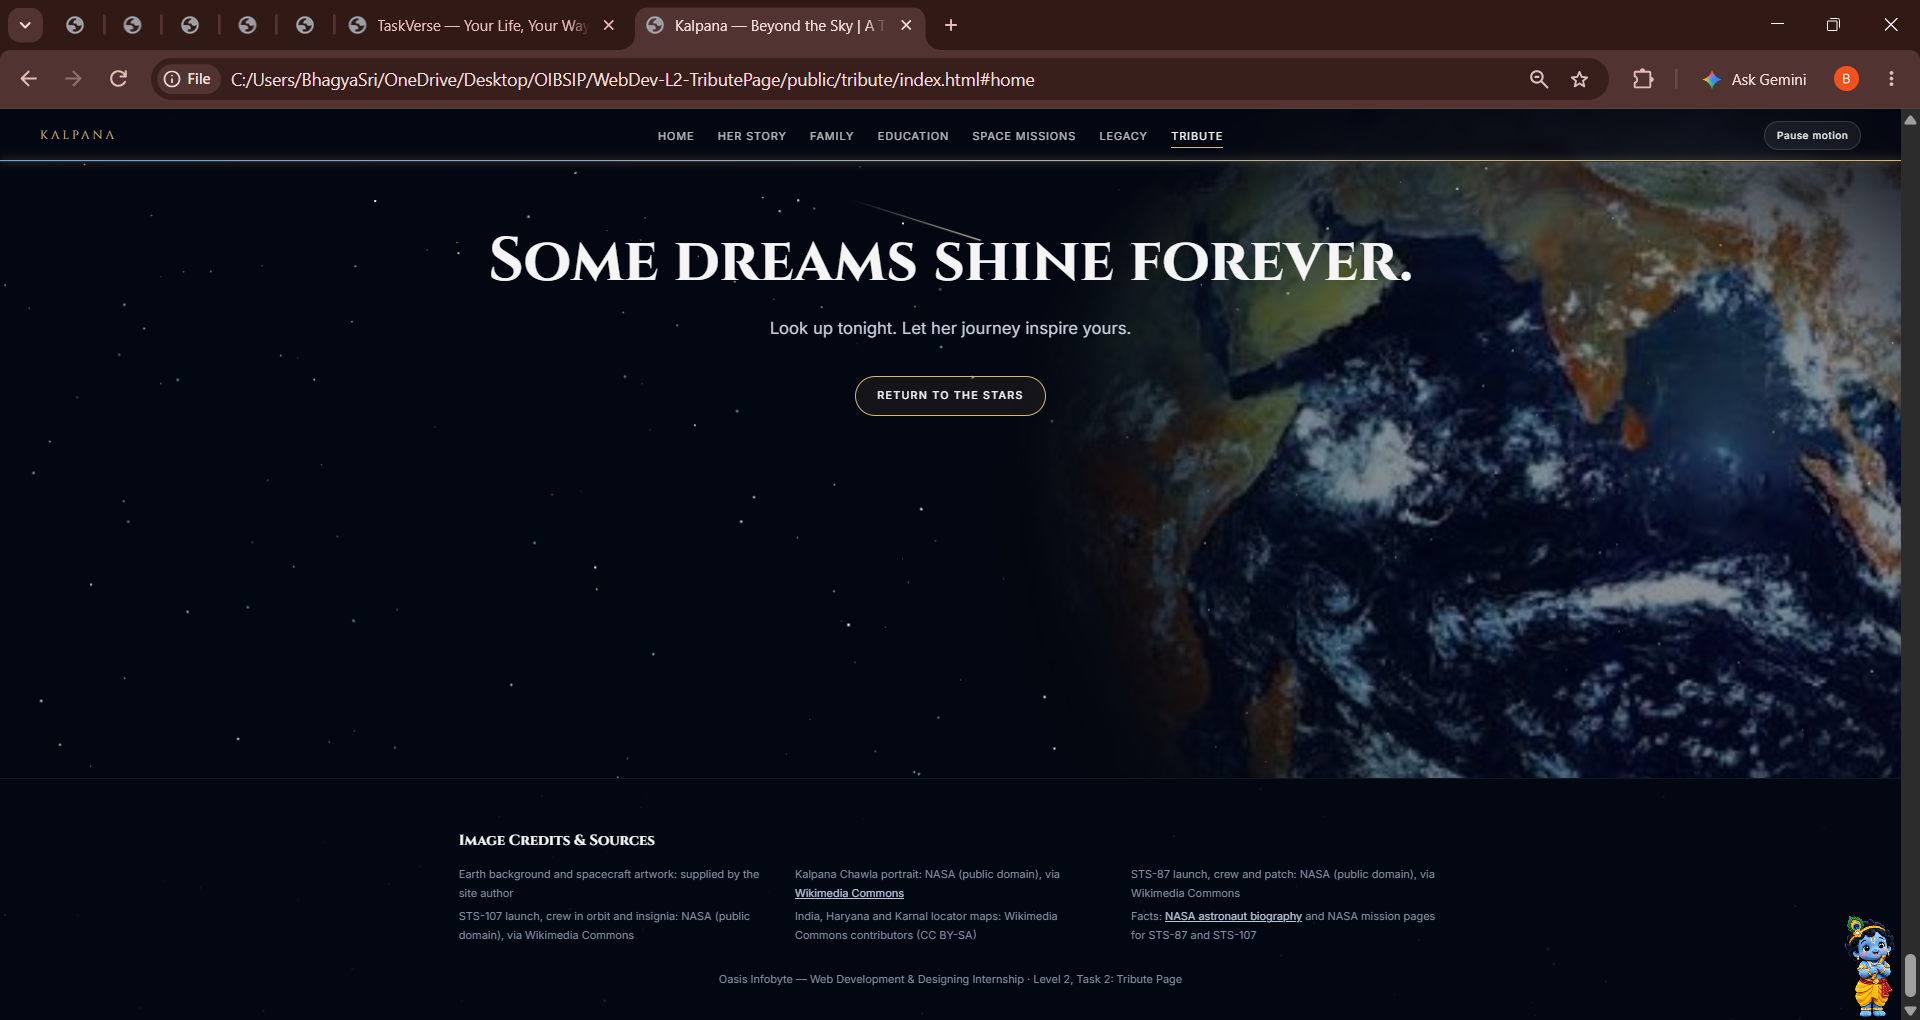 TaskVerse — Your Life, Your Way
Kalpana — Beyond the Sky | A T
File
C:/Users/BhagyaSri/OneDrive/Desktop/OIBSIP/WebDev-L2-TributePage/public/tribute/index.html#home
Ask Gemini
B
KALPANA
HOME
HER STORY
FAMILY
EDUCATION
SPACE MISSIONS
LEGACY
TRIBUTE
Pause motion
SOME DREAMS SHINE FOREVER.
Look up tonight. Let her journey inspire yours.
RETURN TO THE STARS
IMAGE CREDITS & SOURCES
Earth background and spacecraft artwork: supplied by the
site author
STS-107 launch, crew in orbit and insignia: NASA (public
domain), via Wikimedia Commons
Kalpana Chawla portrait: NASA (public domain), via
Wikimedia Commons
India, Haryana and Karnal locator maps: Wikimedia
Commons contributors (CC BY-SA)
STS-87 launch, crew and patch: NASA (public domain), via
Wikimedia Commons
Facts: NASA astronaut biography and NASA mission pages
for STS-87 and STS-107
Oasis Infobyte — Web Development & Designing Internship · Level 2, Task 2: Tribute Page